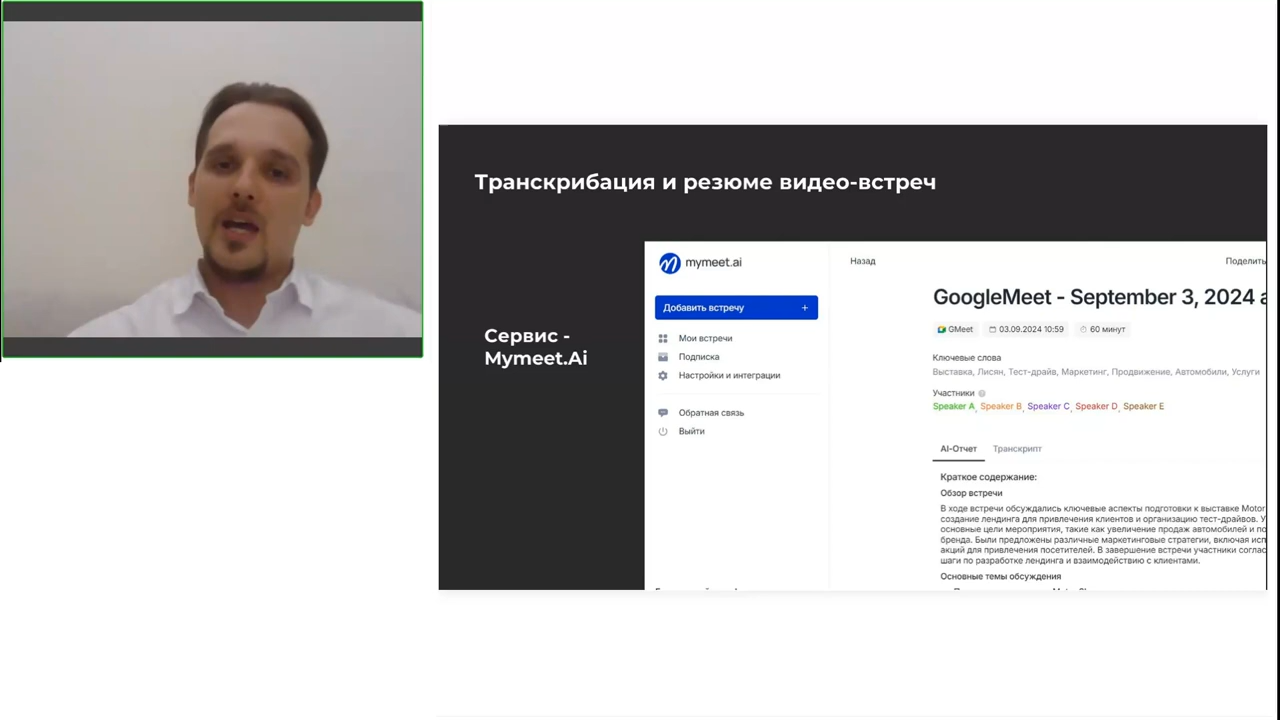 Транскрибация и резюме видео-встреч
Сервис -
Mymeet.Ai
mymeet.ai
Добавить встречу +
Мои встречи
Подписка
Настройки и интеграции
Обратная связь
Выйти
Назад
Поделить
GoogleMeet - September 3, 2024 a
GMeet 03.09.2024 10:59 60 минут
Ключевые слова
Выставка, Лисян, Тест-драйв, Маркетинг, Продвижение, Автомобили, Услуги
Участники
Speaker A, Speaker B, Speaker C, Speaker D, Speaker E
AI-Отчет Транскрипт
Краткое содержание:
Обзор встречи
В ходе встречи обсуждались ключевые аспекты подготовки к выставке Motor
создание лендинга для привлечения клиентов и организацию тест-драйвов. У
основные цели мероприятия, такие как увеличение продаж автомобилей и по
бренда. Были предложены различные маркетинговые стратегии, включая исп
акций для привлечения посетителей. В завершение встречи участники соглас
шаги по разработке лендинга и взаимодействию с клиентами.
Основные темы обсуждения